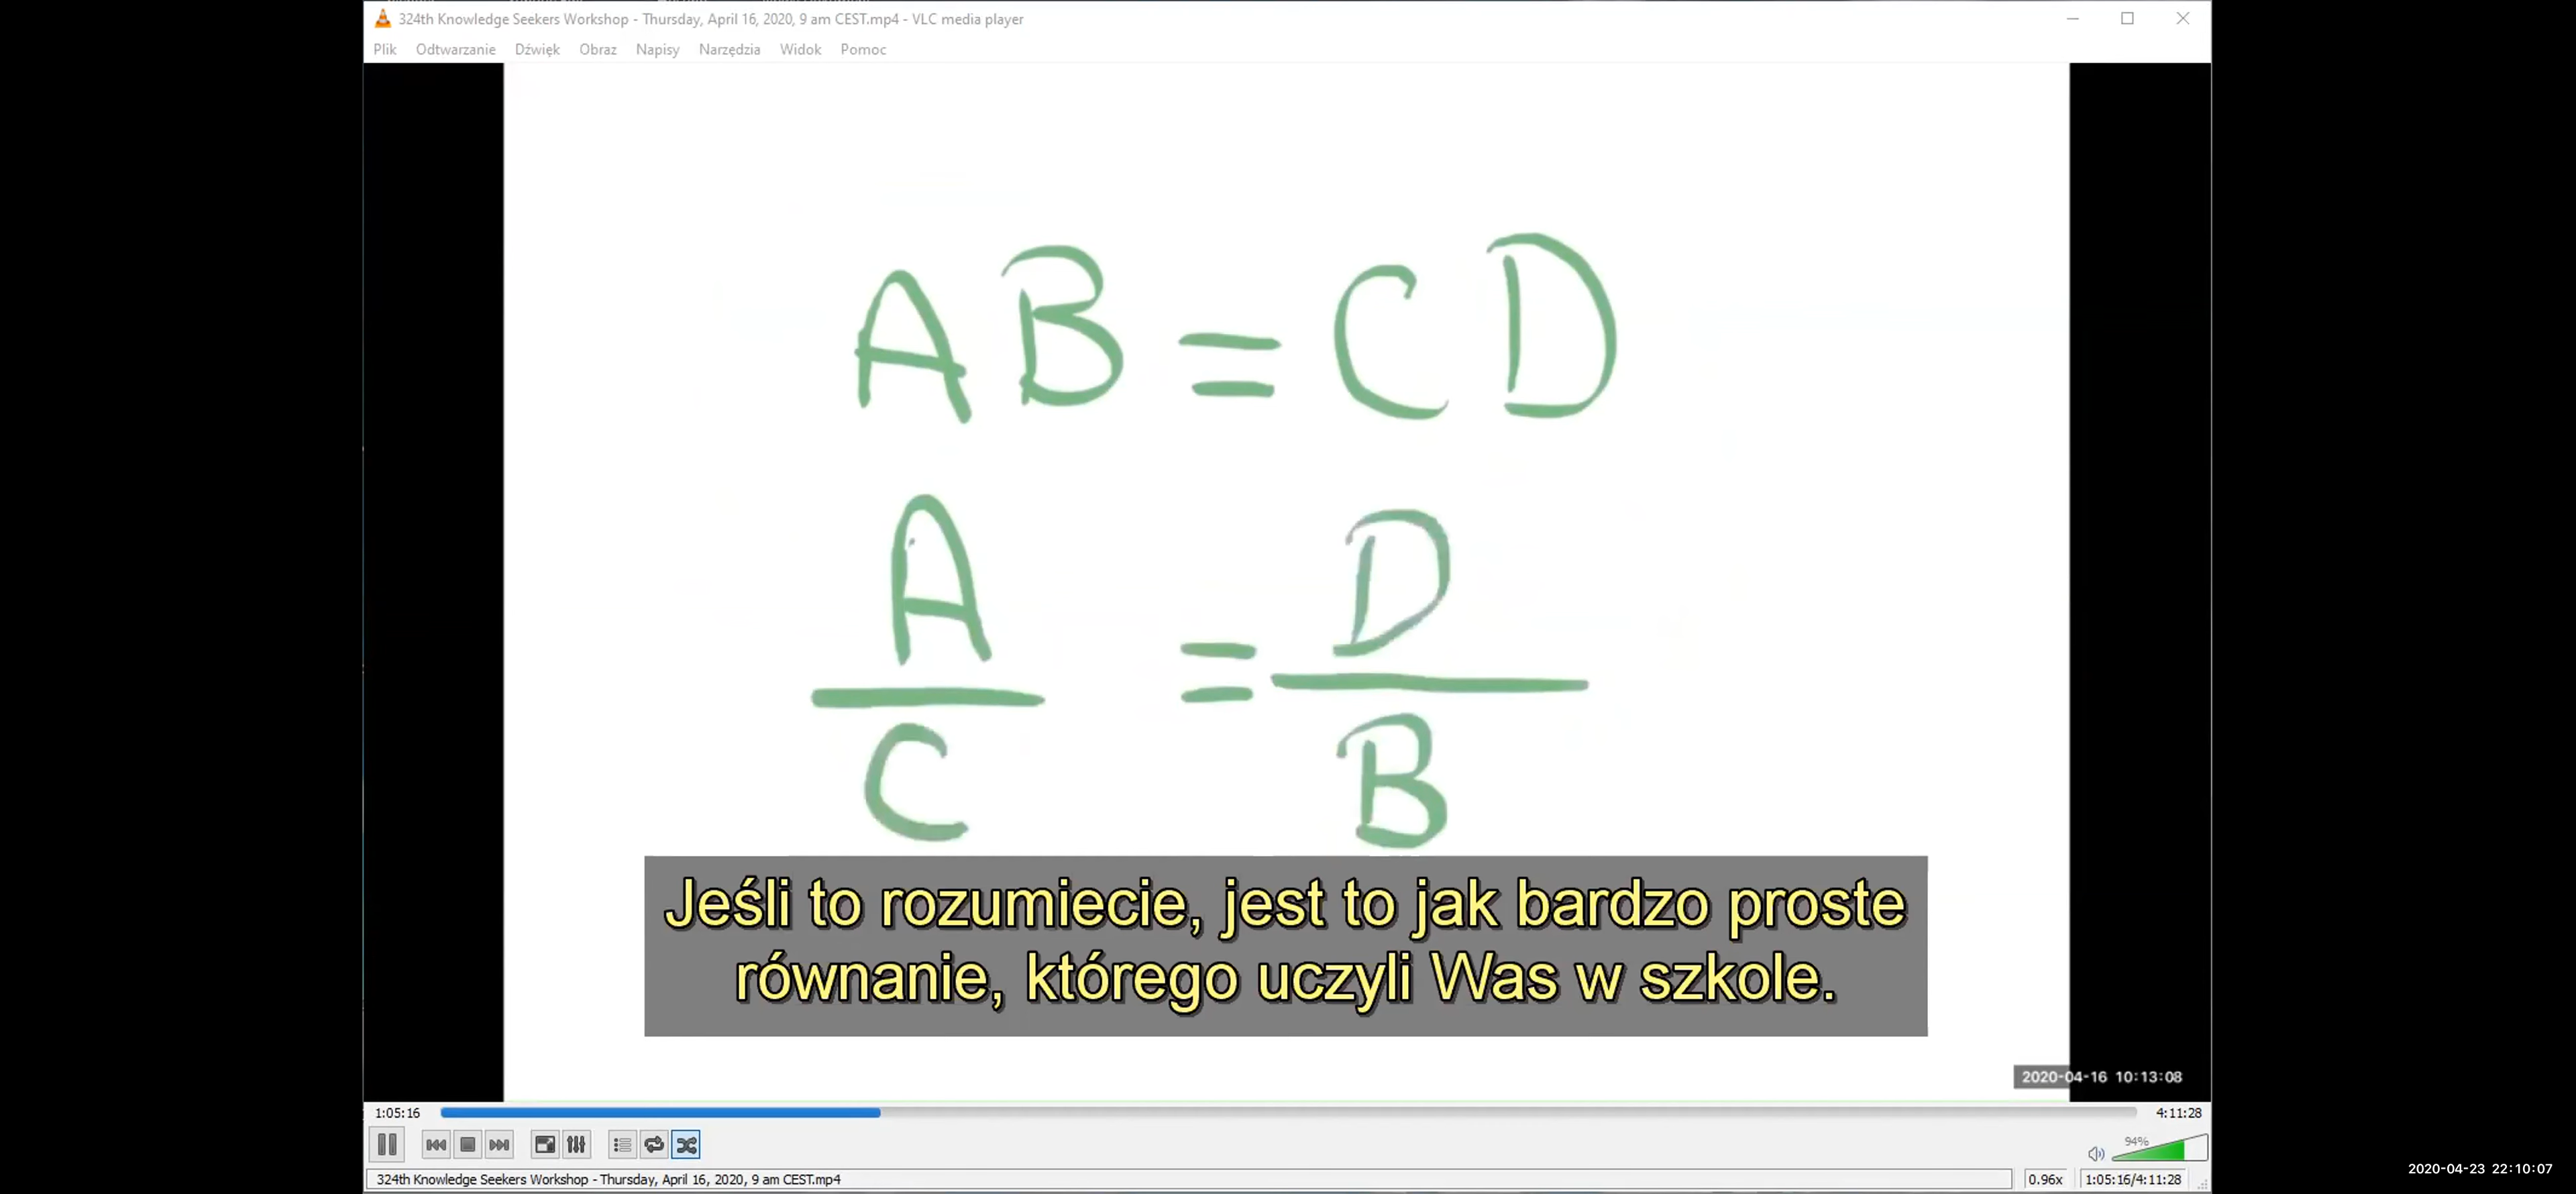 324th Knowledge Seekers Workshop - Thursday, April 16, 2020, 9 am CEST.mp4 - VLC media player
Plik Odtwarzanie Dźwięk Obraz Napisy Narzędzia Widok Pomoc
AB = CD
A = D
C B
Jeśli to rozumiecie, jest to jak bardzo proste
równanie, którego uczyli Was w szkole.
2020-04-16 10:13:08
1:05:16 4:11:28
94%
324th Knowledge Seekers Workshop - Thursday, April 16, 2020, 9 am CEST.mp4 0.96x 1:05:16/4:11:28
2020-04-23 22:10:07